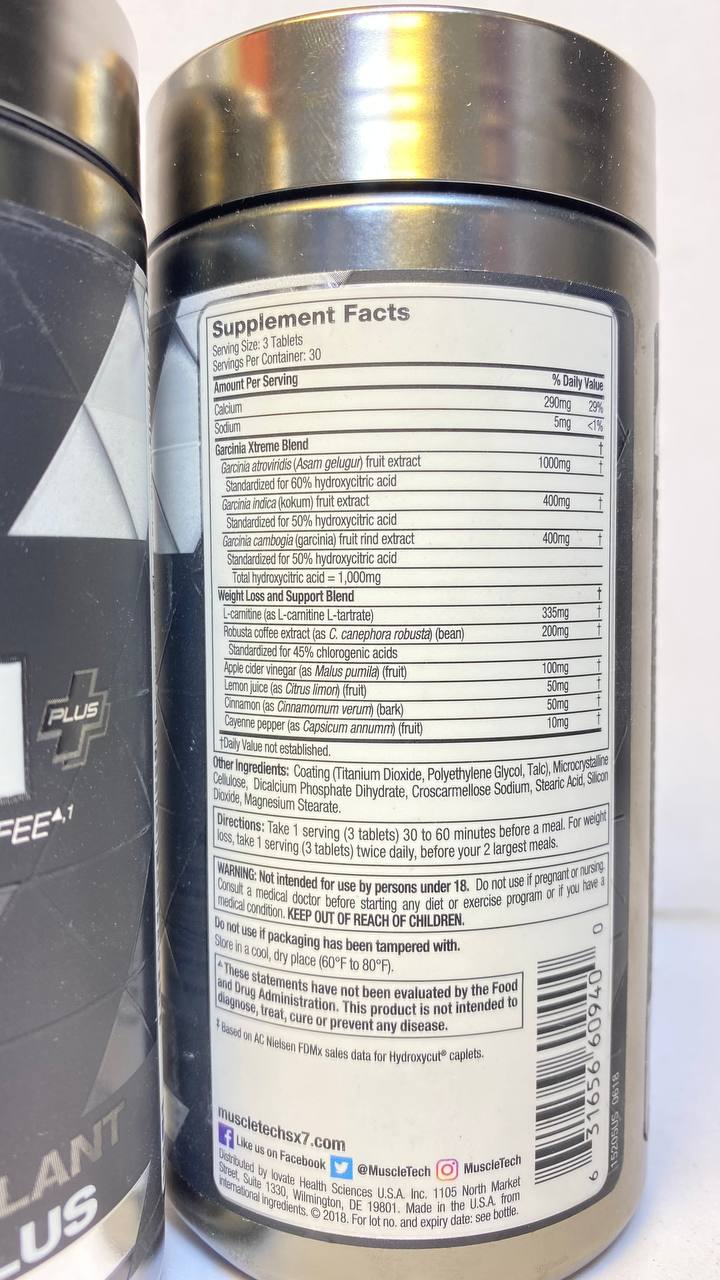 Supplement Facts
Serving Size: 3 Tablets
Servings Per Container: 30
Amount Per Serving % Daily Value
Calcium 290mg 29%
Sodium 5mg <1%
Garcinia Xtreme Blend †
Garcinia atroviridis (Asam gelugur) fruit extract 1000mg †
Standardized for 60% hydroxycitric acid
Garcinia indica (kokum) fruit extract 400mg †
Standardized for 50% hydroxycitric acid
Garcinia cambogia (garcinia) fruit rind extract 400mg †
Standardized for 50% hydroxycitric acid
Total hydroxycitric acid = 1,000mg
Weight Loss and Support Blend †
L-carnitine (as L-carnitine L-tartrate) 335mg †
Robusta coffee extract (as C. canephora robusta) (bean) 200mg †
Standardized for 45% chlorogenic acids
Apple cider vinegar (as Malus pumila) (fruit) 100mg †
Lemon juice (as Citrus limon) (fruit) 50mg †
Cinnamon (as Cinnamomum verum) (bark) 50mg †
Cayenne pepper (as Capsicum annumm) (fruit) 10mg †
†Daily Value not established.
Other Ingredients: Coating (Titanium Dioxide, Polyethylene Glycol, Talc), Microcrystalline
Cellulose, Dicalcium Phosphate Dihydrate, Croscarmellose Sodium, Stearic Acid, Silicon
Dioxide, Magnesium Stearate.
Directions: Take 1 serving (3 tablets) 30 to 60 minutes before a meal. For weight
loss, take 1 serving (3 tablets) twice daily, before your 2 largest meals.
WARNING: Not intended for use by persons under 18. Do not use if pregnant or nursing.
Consult a medical doctor before starting any diet or exercise program or if you have a
medical condition. KEEP OUT OF REACH OF CHILDREN.
Do not use if packaging has been tampered with.
Store in a cool, dry place (60°F to 80°F).
▲These statements have not been evaluated by the Food
and Drug Administration. This product is not intended to
diagnose, treat, cure or prevent any disease.
‡ Based on AC Nielsen FDMx sales data for Hydroxycut® caplets.
muscletechsx7.com
Like us on Facebook @MuscleTech MuscleTech
Distributed by Iovate Health Sciences U.S.A. Inc. 1105 North Market
Street, Suite 1330, Wilmington, DE 19801. Made in the U.S.A. from
international ingredients. © 2018. For lot no. and expiry date: see bottle.
6 31656 60940 0
15205US 0618
PLUS
FEE▲,1
LANT
LUS